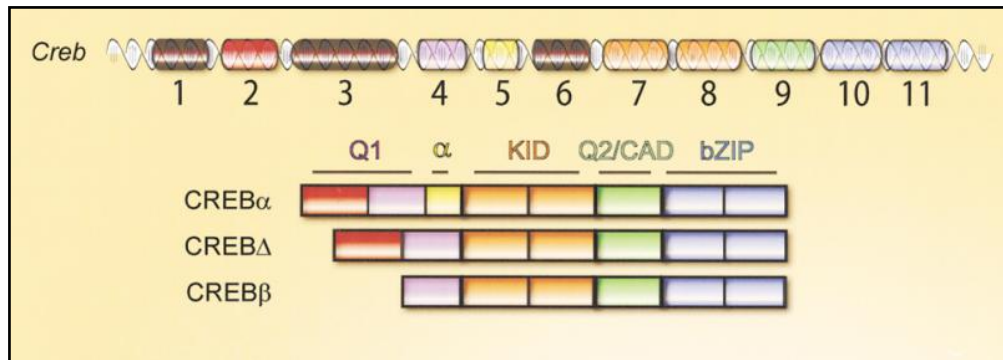 Creb
1 2 3 4 5 6 7 8 9 10 11
Q1 α KID Q2/CAD bZIP
CREBα
CREBΔ
CREBβ